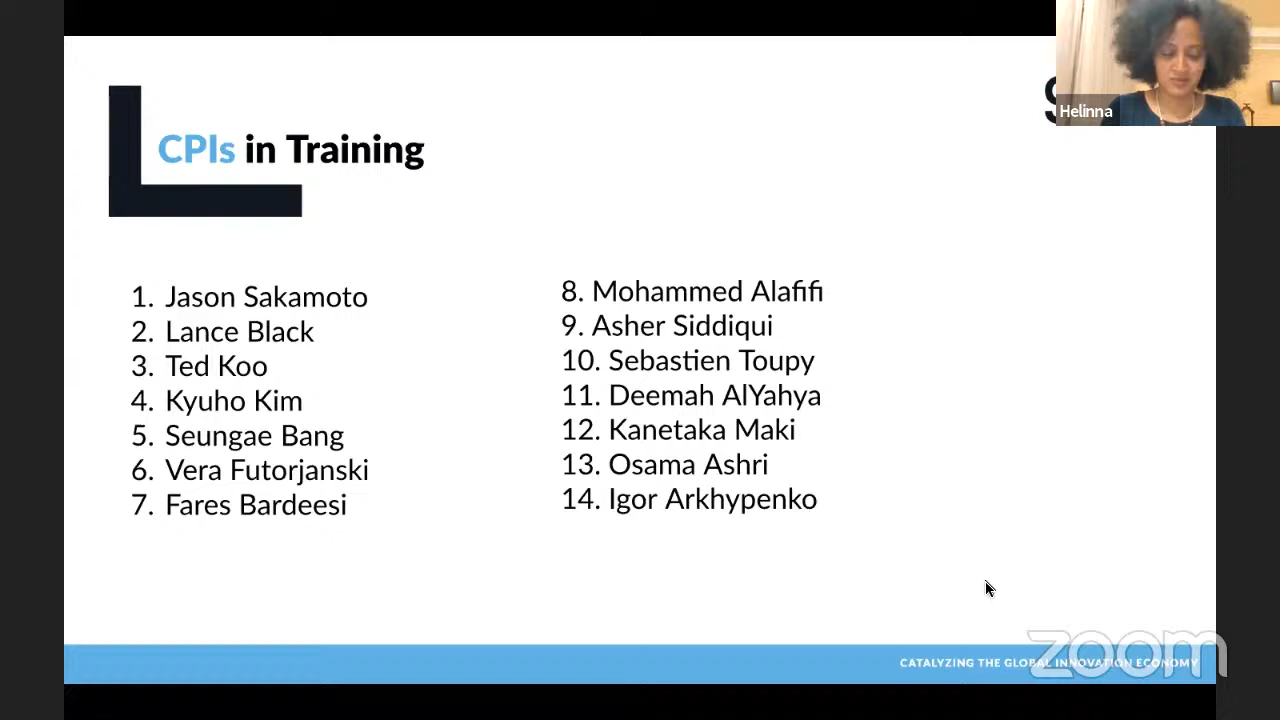 Helinna
CPIs in Training
1. Jason Sakamoto
2. Lance Black
3. Ted Koo
4. Kyuho Kim
5. Seungae Bang
6. Vera Futorjanski
7. Fares Bardeesi
8. Mohammed Alafifi
9. Asher Siddiqui
10. Sebastien Toupy
11. Deemah AlYahya
12. Kanetaka Maki
13. Osama Ashri
14. Igor Arkhypenko
CATALYZING THE GLOBAL INNOVATION ECONOMY
zoom